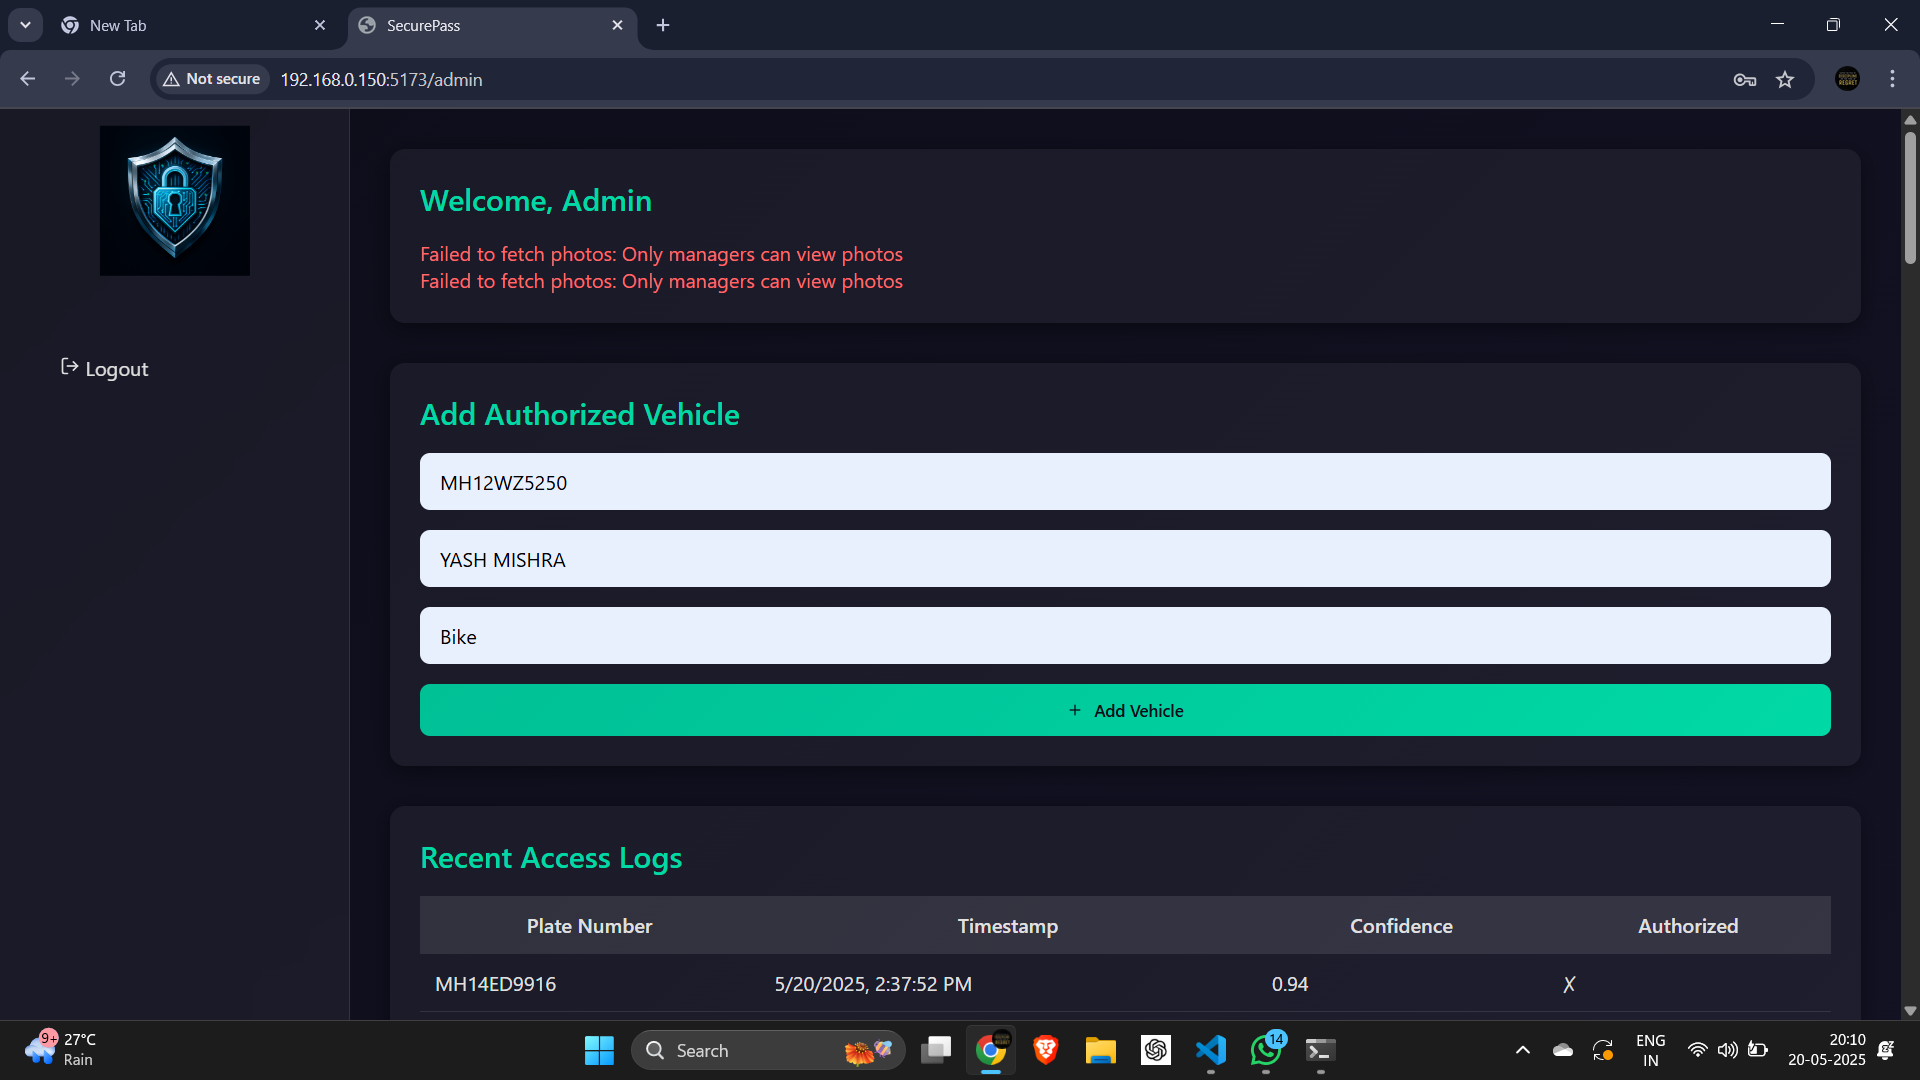 New Tab
SecurePass
Not secure
192.168.0.150:5173/admin
Logout
Welcome, Admin
Failed to fetch photos: Only managers can view photos
Failed to fetch photos: Only managers can view photos
Add Authorized Vehicle
MH12WZ5250
YASH MISHRA
Bike
+ Add Vehicle
Recent Access Logs
Plate Number Timestamp Confidence Authorized
MH14ED9916 5/20/2025, 2:37:52 PM 0.94 ✗
9+
27°C
Rain
Search
14
ENG
IN
20:10
20-05-2025